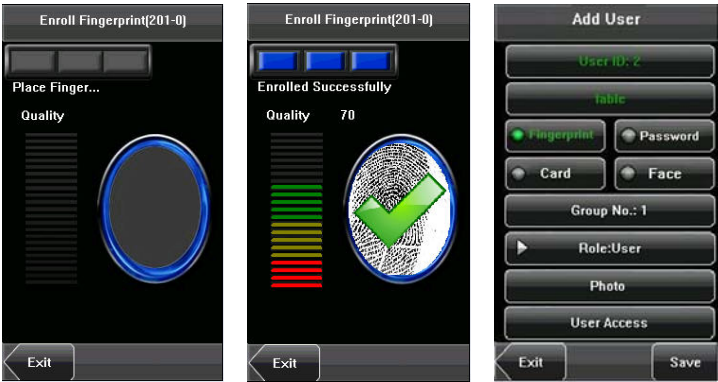 Enroll Fingerprint(201-0)
Place Finger...
Quality
Exit
Enroll Fingerprint(201-0)
Enrolled Successfully
Quality 70
Exit
Add User
User ID: 2
fable
Fingerprint Password
Card Face
Group No.: 1
Role:User
Photo
User Access
Exit Save